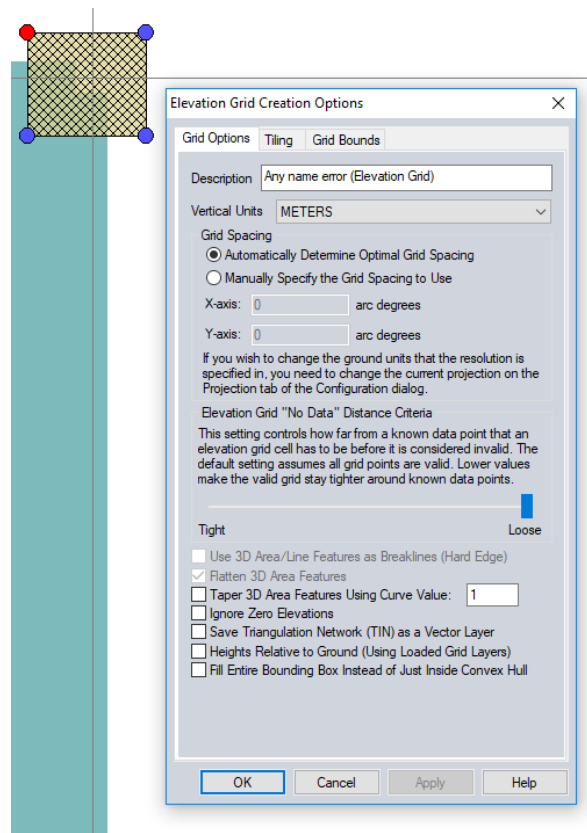 Elevation Grid Creation Options
Grid Options Tiling Grid Bounds
Description Any name error (Elevation Grid)
Vertical Units METERS
Grid Spacing
Automatically Determine Optimal Grid Spacing
Manually Specify the Grid Spacing to Use
X-axis: 0 arc degrees
Y-axis: 0 arc degrees
If you wish to change the ground units that the resolution is
specified in, you need to change the current projection on the
Projection tab of the Configuration dialog.
Elevation Grid "No Data" Distance Criteria
This setting controls how far from a known data point that an
elevation grid cell has to be before it is considered invalid. The
default setting assumes all grid points are valid. Lower values
make the valid grid stay tighter around known data points.
Tight Loose
Use 3D Area/Line Features as Breaklines (Hard Edge)
Flatten 3D Area Features
Taper 3D Area Features Using Curve Value: 1
Ignore Zero Elevations
Save Triangulation Network (TIN) as a Vector Layer
Heights Relative to Ground (Using Loaded Grid Layers)
Fill Entire Bounding Box Instead of Just Inside Convex Hull
OK Cancel Apply Help